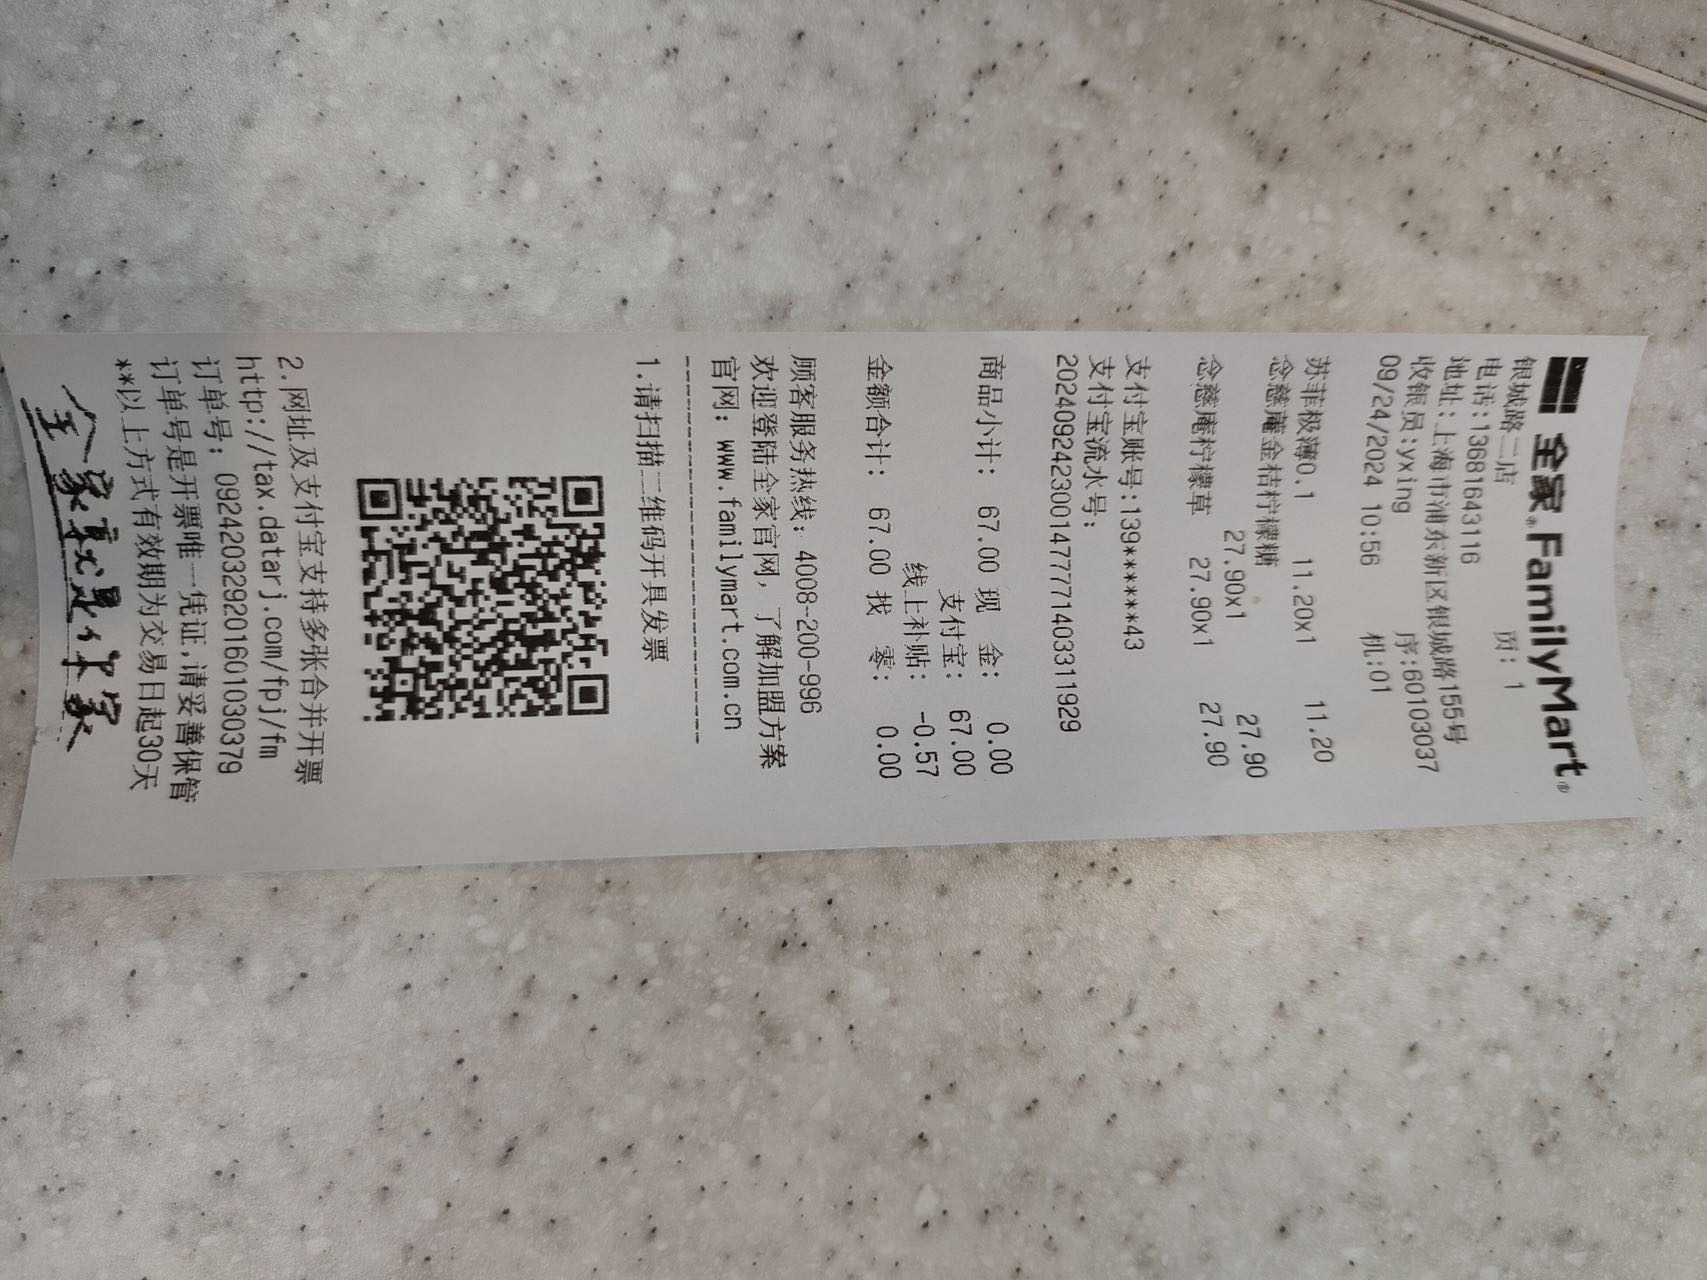 全家 FamilyMart
银城路二店 页: 1
电话:13681643116
地址:上海市浦东新区银城路155号
收银员:yxing 序:60103037
09/24/2024 10:56 机:01
苏菲极薄0.1 11.20x1 11.20
念慈菴金桔柠檬糖
27.90x1 27.90
念慈庵柠檬草 27.90x1 27.90
支付宝账号:139******43
支付宝流水号:
2024092423001477771403311929
商品小计: 67.00 现 金: 0.00
支付宝: 67.00
线上补贴: -0.57
金额合计: 67.00 找 零: 0.00
顾客服务热线: 4008-200-996
欢迎登陆全家官网, 了解加盟方案
官网: www.familymart.com.cn
------------------------------
1.请扫描二维码开具发票
2.网址及支付宝支持多张合并开票
http://tax.datarj.com/fpj/fm
订单号: 092420329201601030379
订单号是开票唯一凭证,请妥善保管
**以上方式有效期为交易日起30天
全家就是你家